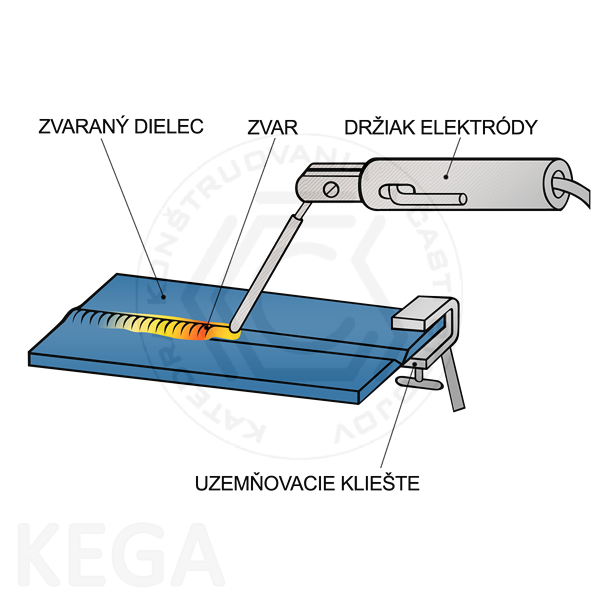 ZVARANÝ DIELEC
ZVAR
DRŽIAK ELEKTRÓDY
UZEMŇOVACIE KLIEŠTE
KEGA